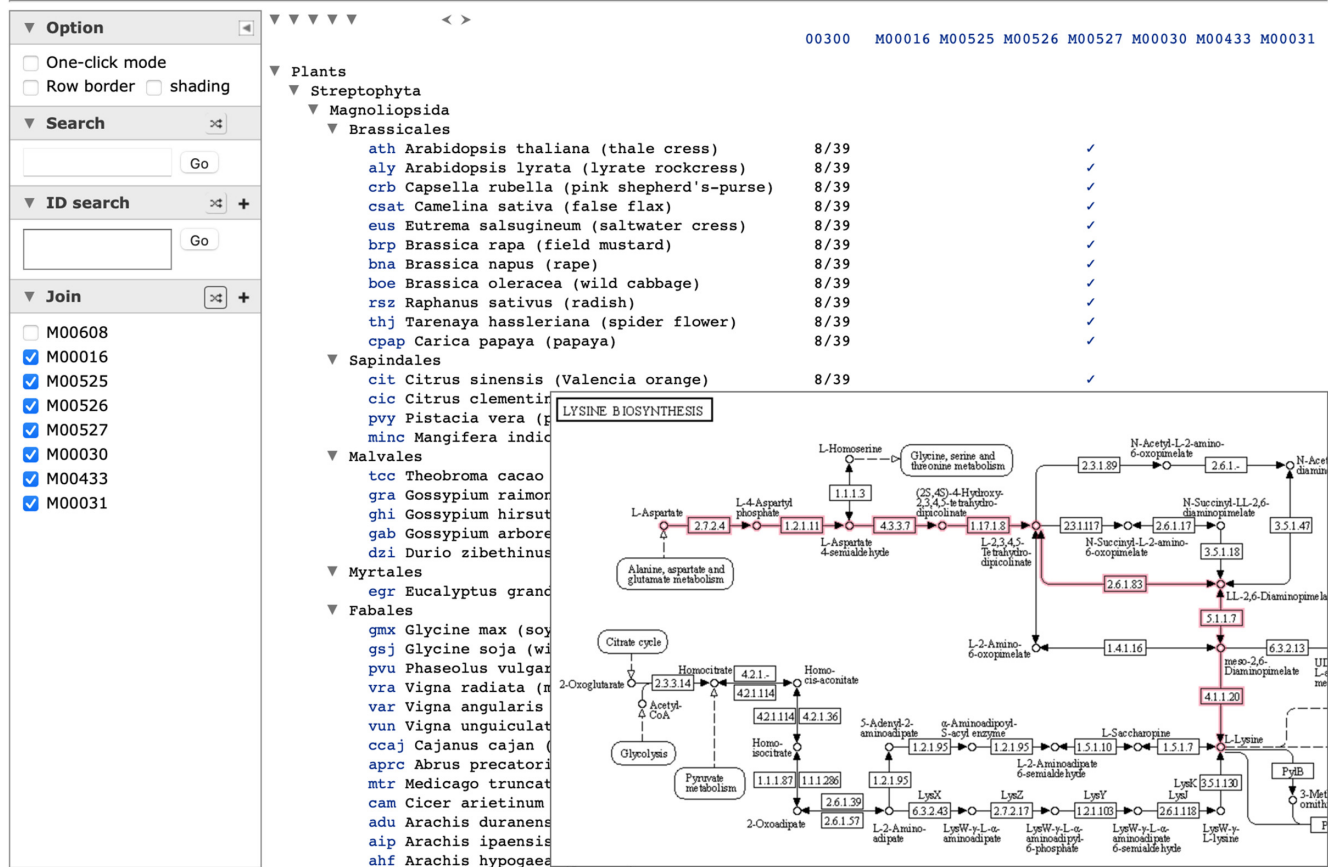 Option
One-click mode
Row border shading
Search
Go
ID search
Go
Join
M00608
M00016
M00525
M00526
M00527
M00030
M00433
M00031
00300 M00016 M00525 M00526 M00527 M00030 M00433 M00031
Plants
Streptophyta
Magnoliopsida
Brassicales
ath Arabidopsis thaliana (thale cress) 8/39 ✓
aly Arabidopsis lyrata (lyrate rockcress) 8/39 ✓
crb Capsella rubella (pink shepherd's-purse) 8/39 ✓
csat Camelina sativa (false flax) 8/39 ✓
eus Eutrema salsugineum (saltwater cress) 8/39 ✓
brp Brassica rapa (field mustard) 8/39 ✓
bna Brassica napus (rape) 8/39 ✓
boe Brassica oleracea (wild cabbage) 8/39 ✓
rsz Raphanus sativus (radish) 8/39 ✓
thj Tarenaya hassleriana (spider flower) 8/39 ✓
cpap Carica papaya (papaya) 8/39 ✓
Sapindales
cit Citrus sinensis (Valencia orange) 8/39 ✓
cic Citrus clementin
pvy Pistacia vera (p
minc Mangifera indic
Malvales
tcc Theobroma cacao
gra Gossypium raimon
ghi Gossypium hirsut
gab Gossypium arbore
dzi Durio zibethinus
Myrtales
egr Eucalyptus grand
Fabales
gmx Glycine max (soy
gsj Glycine soja (wi
pvu Phaseolus vulgar
vra Vigna radiata (m
var Vigna angularis
vun Vigna unguiculat
ccaj Cajanus cajan (
aprc Abrus precatori
mtr Medicago truncat
cam Cicer arietinum
adu Arachis duranens
aip Arachis ipaensis
ahf Arachis hypogaea
LYSINE BIOSYNTHESIS
L-Homoserine
Glycine, serine and
threonine metabolism
N-Acetyl-L-2-amino-
6-oxopimelate
2.3.1.89
2.6.1.-
N-Acet
diamin
1.1.1.3
L-Aspartate
L-4-Aspartyl
phosphate
(2S,4S)-4-Hydroxy-
2,3,4,5-tetrahydro-
dipicolinate
N-Succinyl-LL-2,6-
diaminopimelate
2.7.2.4
1.2.1.11
4.3.3.7
1.17.1.8
2.3.1.117
2.6.1.17
3.5.1.47
L-Aspartate
4-semialdehyde
L-2,3,4,5-
Tetrahydro-
dipicolinate
N-Succinyl-L-2-amino-
6-oxopimelate
3.5.1.18
Alanine, aspartate and
glutamate metabolism
2.6.1.83
LL-2,6-Diaminopimela
5.1.1.7
Citrate cycle
L-2-Amino-
6-oxopimelate
1.4.1.16
6.3.2.13
meso-2,6-
Diaminopimelate
UD
L-a
me
2-Oxoglutarate
2.3.3.14
Homocitrate
4.2.1.-
4.2.1.114
Homo-
cis-aconitate
4.1.1.20
Acetyl-
CoA
4.2.1.114
4.2.1.36
Glycolysis
Homo-
isocitrate
5-Adenyl-2-
aminoadipate
α-Aminoadipoyl-
S-acyl enzyme
L-Saccharopine
L-Lysine
1.2.1.95
1.2.1.95
1.5.1.10
1.5.1.7
L-2-Aminoadipate
6-semialdehyde
Pyruvate
metabolism
1.1.1.87
1.1.1.286
1.2.1.95
LysK
3.5.1.130
PylB
2.6.1.39
2.6.1.57
LysX
LysZ
LysY
LysJ
6.3.2.43
2.7.2.17
1.2.1.103
2.6.1.118
3-Met
ornith
2-Oxoadipate
L-2-Amino-
adipate
LysW-γ-L-α-
aminoadipate
LysW-γ-L-α-
aminoadipyl-
6-phosphate
LysW-γ-L-α-
aminoadipate
6-semialdehyde
LysW-γ-
L-lysine
P